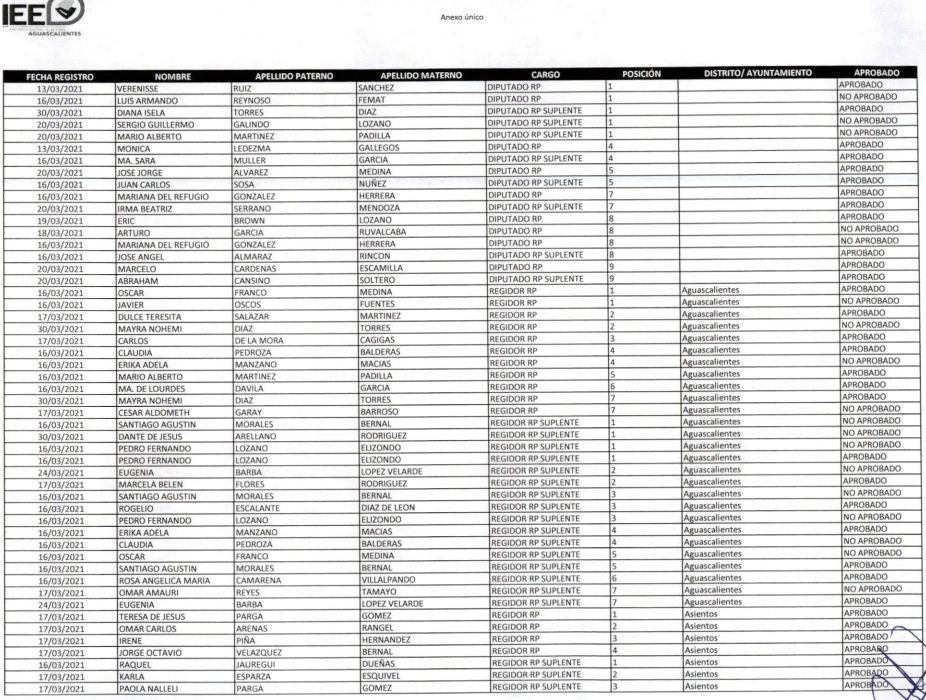 IEE
AGUASCALIENTES
Anexo único
FECHA REGISTRO NOMBRE APELLIDO PATERNO APELLIDO MATERNO CARGO POSICIÓN DISTRITO/ AYUNTAMIENTO APROBADO
13/03/2021 VERENISSE RUIZ SANCHEZ DIPUTADO RP 1 APROBADO
16/03/2021 LUIS ARMANDO REYNOSO FEMAT DIPUTADO RP 1 NO APROBADO
30/03/2021 DIANA ISELA TORRES DIAZ DIPUTADO RP SUPLENTE 1 APROBADO
20/03/2021 SERGIO GUILLERMO GALINDO LOZANO DIPUTADO RP SUPLENTE 1 NO APROBADO
20/03/2021 MARIO ALBERTO MARTINEZ PADILLA DIPUTADO RP SUPLENTE 1 NO APROBADO
13/03/2021 MONICA LEDEZMA GALLEGOS DIPUTADO RP 4 APROBADO
16/03/2021 MA. SARA MULLER GARCIA DIPUTADO RP SUPLENTE 4 APROBADO
20/03/2021 JOSE JORGE ALVAREZ MEDINA DIPUTADO RP 5 APROBADO
16/03/2021 JUAN CARLOS SOSA NUÑEZ DIPUTADO RP SUPLENTE 5 APROBADO
16/03/2021 MARIANA DEL REFUGIO GONZALEZ HERRERA DIPUTADO RP 7 APROBADO
20/03/2021 IRMA BEATRIZ SERRANO MENDOZA DIPUTADO RP SUPLENTE 7 APROBADO
19/03/2021 ERIC BROWN LOZANO DIPUTADO RP 8 APROBADO
18/03/2021 ARTURO GARCIA RUVALCABA DIPUTADO RP 8 NO APROBADO
16/03/2021 MARIANA DEL REFUGIO GONZALEZ HERRERA DIPUTADO RP 8 NO APROBADO
16/03/2021 JOSE ANGEL ALMARAZ RINCON DIPUTADO RP SUPLENTE 8 APROBADO
20/03/2021 MARCELO CARDENAS ESCAMILLA DIPUTADO RP 9 APROBADO
20/03/2021 ABRAHAM CANSINO SOLTERO DIPUTADO RP SUPLENTE 9 APROBADO
16/03/2021 OSCAR FRANCO MEDINA REGIDOR RP 1 Aguascalientes APROBADO
16/03/2021 JAVIER OSCOS FUENTES REGIDOR RP 1 Aguascalientes NO APROBADO
17/03/2021 DULCE TERESITA SALAZAR MARTINEZ REGIDOR RP 2 Aguascalientes APROBADO
30/03/2021 MAYRA NOHEMI DIAZ TORRES REGIDOR RP 2 Aguascalientes NO APROBADO
17/03/2021 CARLOS DE LA MORA CAGIGAS REGIDOR RP 3 Aguascalientes APROBADO
16/03/2021 CLAUDIA PEDROZA BALDERAS REGIDOR RP 4 Aguascalientes APROBADO
16/03/2021 ERIKA ADELA MANZANO MACIAS REGIDOR RP 4 Aguascalientes NO APROBADO
16/03/2021 MARIO ALBERTO MARTINEZ PADILLA REGIDOR RP 5 Aguascalientes APROBADO
16/03/2021 MA. DE LOURDES DAVILA GARCIA REGIDOR RP 6 Aguascalientes APROBADO
30/03/2021 MAYRA NOHEMI DIAZ TORRES REGIDOR RP 7 Aguascalientes APROBADO
17/03/2021 CESAR ALDOMETH GARAY BARROSO REGIDOR RP 7 Aguascalientes NO APROBADO
16/03/2021 SANTIAGO AGUSTIN MORALES BERNAL REGIDOR RP SUPLENTE 1 Aguascalientes NO APROBADO
30/03/2021 DANTE DE JESUS ARELLANO RODRIGUEZ REGIDOR RP SUPLENTE 1 Aguascalientes NO APROBADO
16/03/2021 PEDRO FERNANDO LOZANO ELIZONDO REGIDOR RP SUPLENTE 1 Aguascalientes NO APROBADO
16/03/2021 PEDRO FERNANDO LOZANO ELIZONDO REGIDOR RP SUPLENTE 1 Aguascalientes APROBADO
24/03/2021 EUGENIA BARBA LOPEZ VELARDE REGIDOR RP SUPLENTE 2 Aguascalientes NO APROBADO
17/03/2021 MARCELA BELEN FLORES RODRIGUEZ REGIDOR RP SUPLENTE 2 Aguascalientes APROBADO
16/03/2021 SANTIAGO AGUSTIN MORALES BERNAL REGIDOR RP SUPLENTE 3 Aguascalientes NO APROBADO
16/03/2021 ROGELIO ESCALANTE DIAZ DE LEON REGIDOR RP SUPLENTE 3 Aguascalientes APROBADO
16/03/2021 PEDRO FERNANDO LOZANO ELIZONDO REGIDOR RP SUPLENTE 3 Aguascalientes NO APROBADO
16/03/2021 ERIKA ADELA MANZANO MACIAS REGIDOR RP SUPLENTE 4 Aguascalientes APROBADO
16/03/2021 CLAUDIA PEDROZA BALDERAS REGIDOR RP SUPLENTE 4 Aguascalientes NO APROBADO
16/03/2021 OSCAR FRANCO MEDINA REGIDOR RP SUPLENTE 5 Aguascalientes NO APROBADO
16/03/2021 SANTIAGO AGUSTIN MORALES BERNAL REGIDOR RP SUPLENTE 5 Aguascalientes APROBADO
16/03/2021 ROSA ANGELICA MARIA CAMARENA VILLALPANDO REGIDOR RP SUPLENTE 6 Aguascalientes APROBADO
17/03/2021 OMAR AMAURI REYES TAMAYO REGIDOR RP SUPLENTE 7 Aguascalientes NO APROBADO
24/03/2021 EUGENIA BARBA LOPEZ VELARDE REGIDOR RP SUPLENTE 7 Aguascalientes APROBADO
17/03/2021 TERESA DE JESUS PARGA GOMEZ REGIDOR RP 1 Asientos APROBADO
17/03/2021 OMAR CARLOS ARENAS RANGEL REGIDOR RP 2 Asientos APROBADO
17/03/2021 IRENE PIÑA HERNANDEZ REGIDOR RP 3 Asientos APROBADO
17/03/2021 JORGE OCTAVIO VELAZQUEZ BERNAL REGIDOR RP 4 Asientos APROBADO
16/03/2021 RAQUEL JAUREGUI DUEÑAS REGIDOR RP SUPLENTE 1 Asientos APROBADO
17/03/2021 KARLA ESPARZA ESQUIVEL REGIDOR RP SUPLENTE 2 Asientos APROBADO
17/03/2021 PAOLA NALLELI PARGA GOMEZ REGIDOR RP SUPLENTE 3 Asientos APROBADO